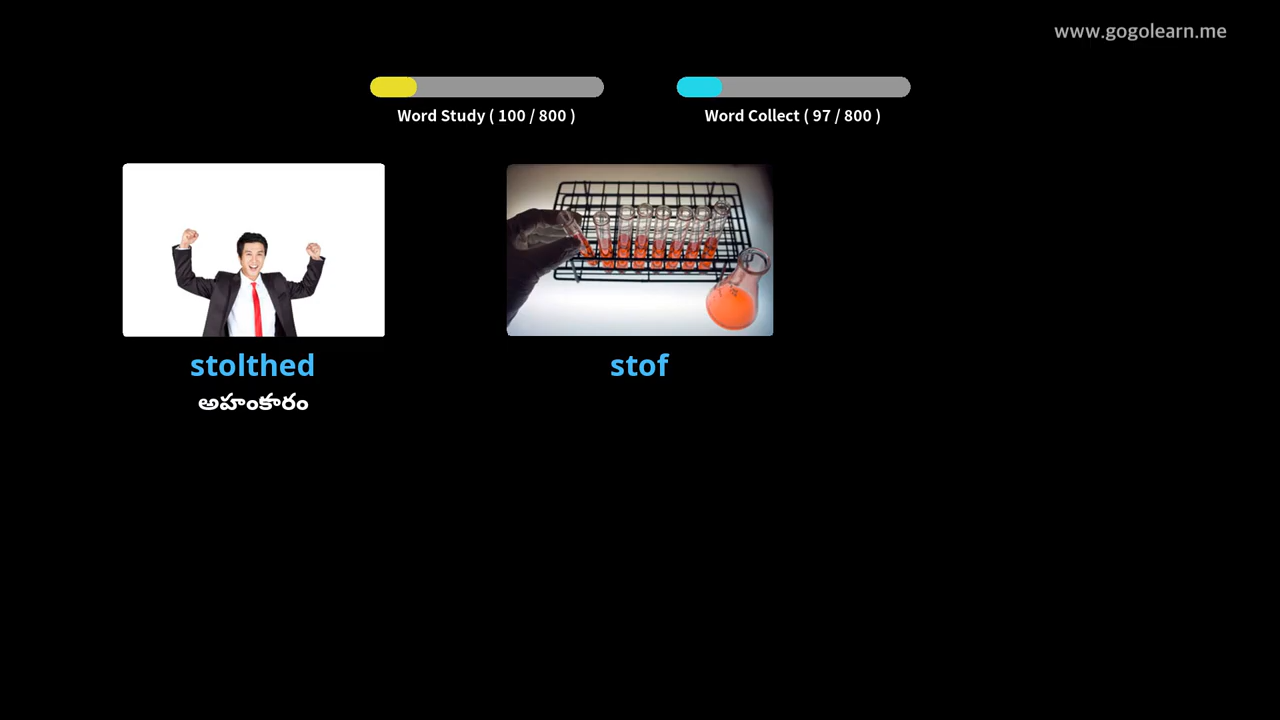 www.gogolearn.me
Word Study ( 100 / 800 )
Word Collect ( 97 / 800 )
stolthed
అహంకారం
stof